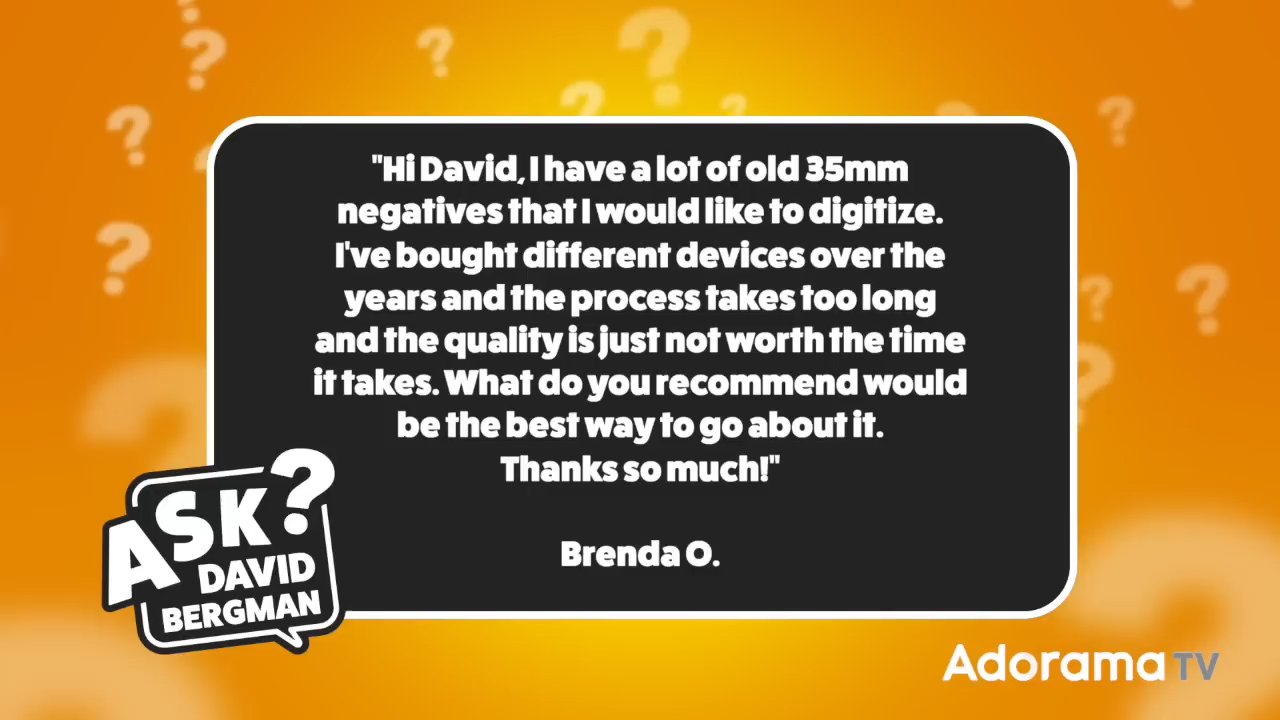 "Hi David, I have a lot of old 35mm
negatives that I would like to digitize.
I've bought different devices over the
years and the process takes too long
and the quality is just not worth the time
it takes. What do you recommend would
be the best way to go about it.
Thanks so much!"
Brenda O.
ASK?
DAVID
BERGMAN
Adorama TV